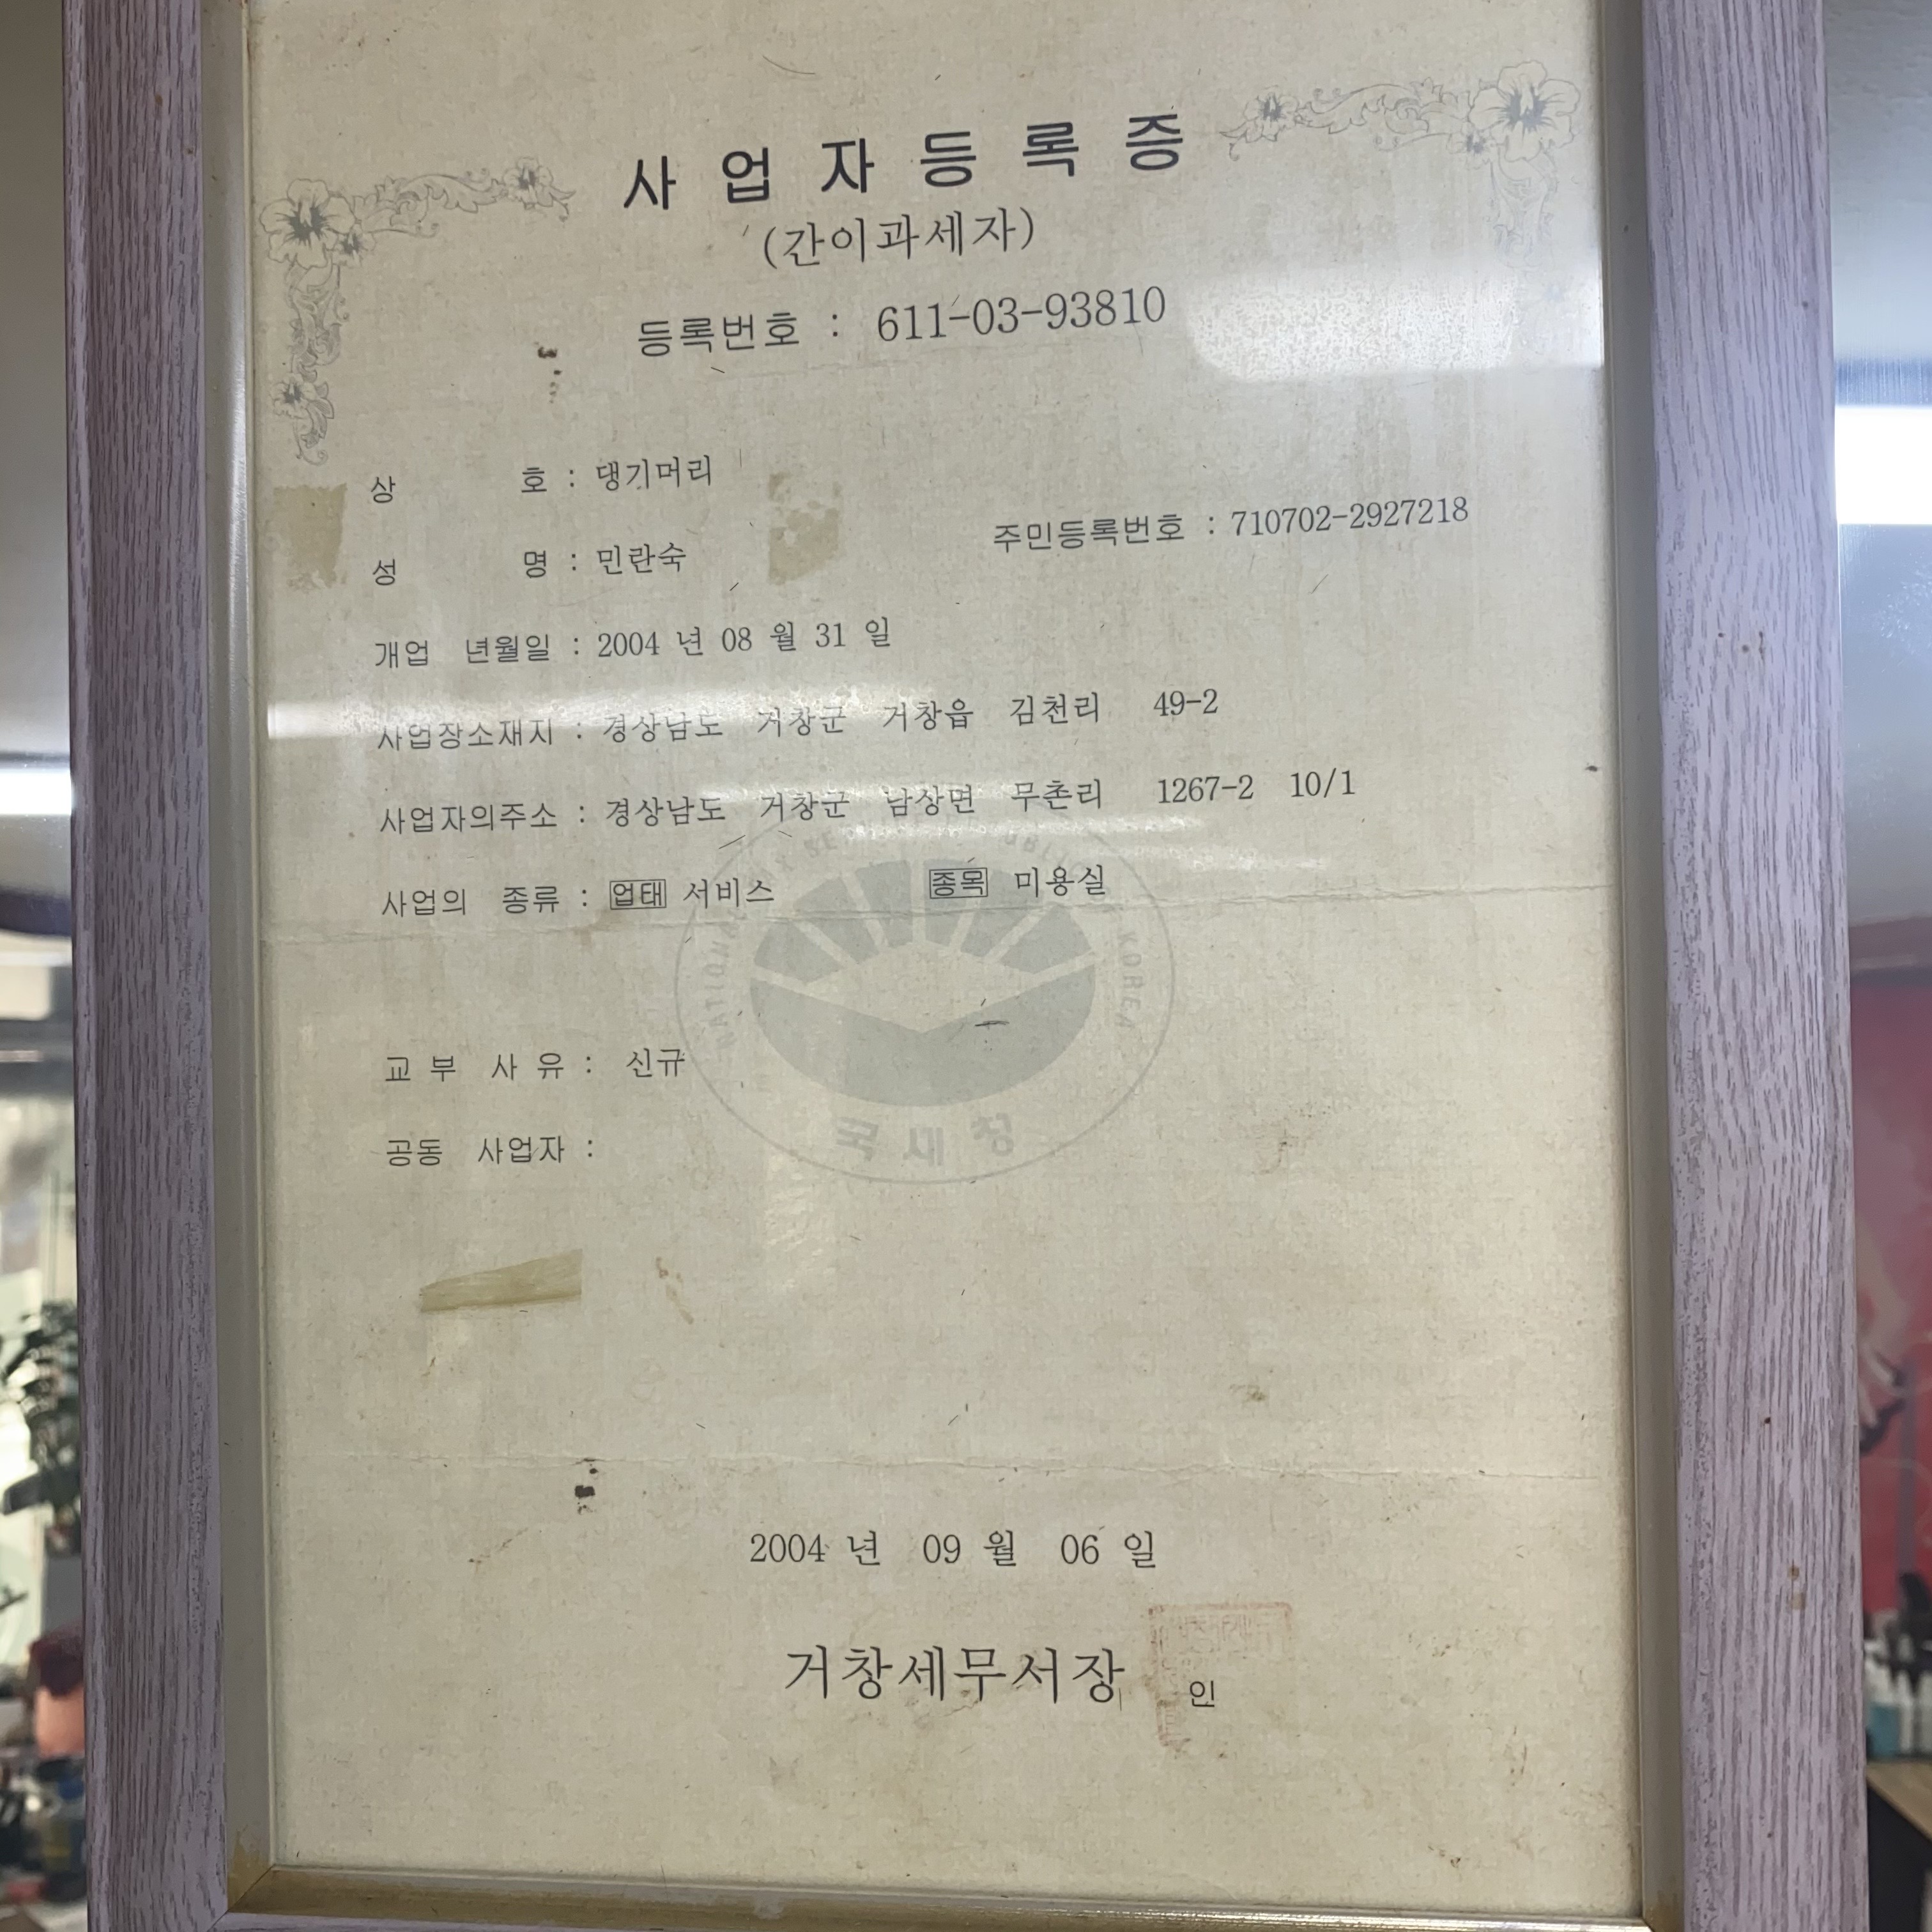 사업자등록증
(간이과세자)
등록번호 : 611-03-93810
상 호 : 댕기머리
성 명 : 민란숙 주민등록번호 : 710702-2927218
개업 년월일 : 2004 년 08 월 31 일
사업장소재지 : 경상남도 거창군 거창읍 김천리 49-2
사업자의주소 : 경상남도 거창군 남상면 무촌리 1267-2 10/1
사업의 종류 : 업태 서비스 종목 미용실
교 부 사 유 : 신규
공동 사업자 :
KOREA
국세청
2004 년 09 월 06 일
거창세무서장 인